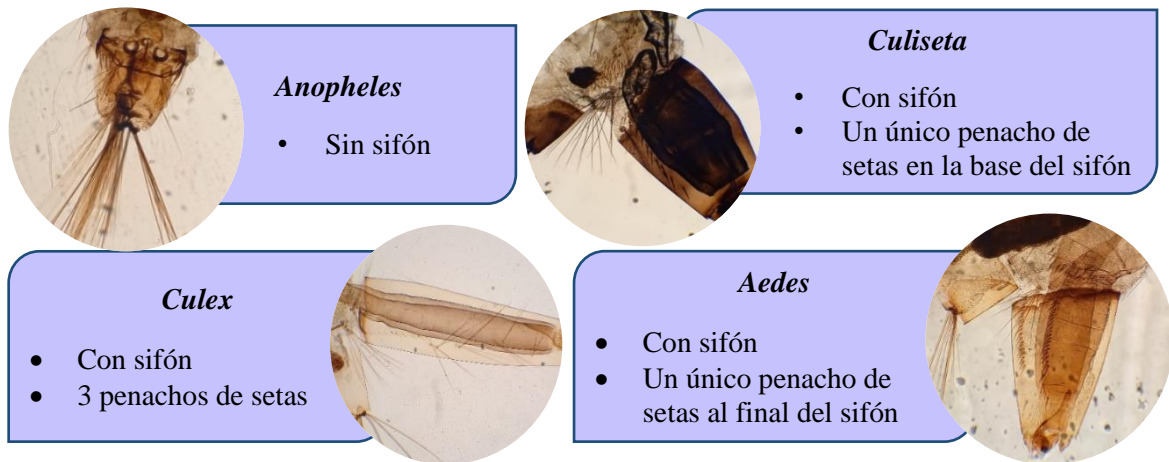 Anopheles
• Sin sifón
Culiseta
• Con sifón
• Un único penacho de
setas en la base del sifón
Culex
• Con sifón
• 3 penachos de setas
Aedes
• Con sifón
• Un único penacho de
setas al final del sifón